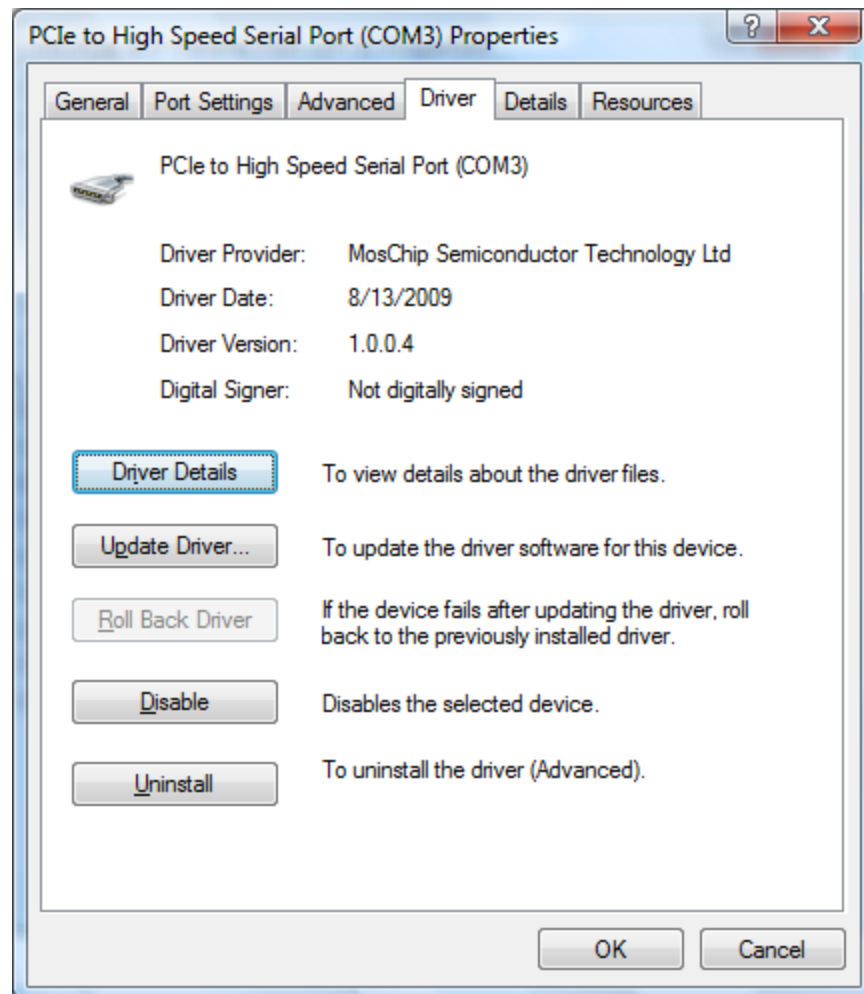 PCIe to High Speed Serial Port (COM3) Properties
General Port Settings Advanced Driver Details Resources
PCIe to High Speed Serial Port (COM3)
Driver Provider: MosChip Semiconductor Technology Ltd
Driver Date: 8/13/2009
Driver Version: 1.0.0.4
Digital Signer: Not digitally signed
Driver Details To view details about the driver files.
Update Driver... To update the driver software for this device.
Roll Back Driver If the device fails after updating the driver, roll
back to the previously installed driver.
Disable Disables the selected device.
Uninstall To uninstall the driver (Advanced).
OK Cancel